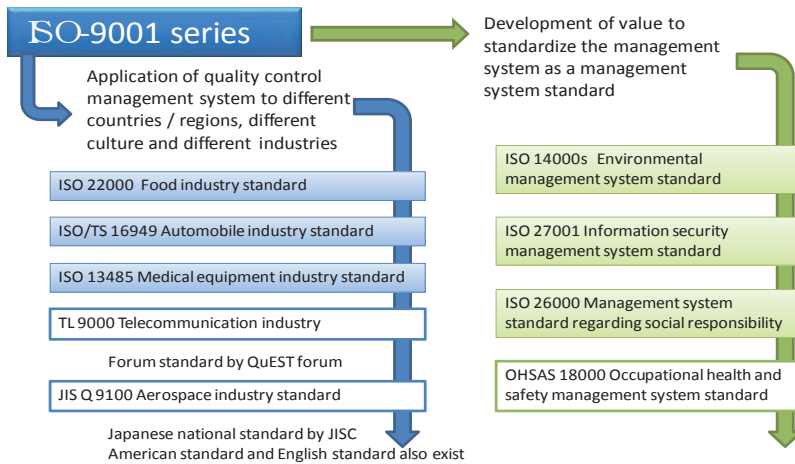 ISO-9001 series
Application of quality control
management system to different
countries / regions, different
culture and different industries
ISO 22000 Food industry standard
ISO/TS 16949 Automobile industry standard
ISO 13485 Medical equipment industry standard
TL 9000 Telecommunication industry
Forum standard by QuEST forum
JIS Q 9100 Aerospace industry standard
Japanese national standard by JISC
American standard and English standard also exist
Development of value to
standardize the management
system as a management
system standard
ISO 14000s Environmental
management system standard
ISO 27001 Information security
management system standard
ISO 26000 Management system
standard regarding social responsibility
OHSAS 18000 Occupational health and
safety management system standard